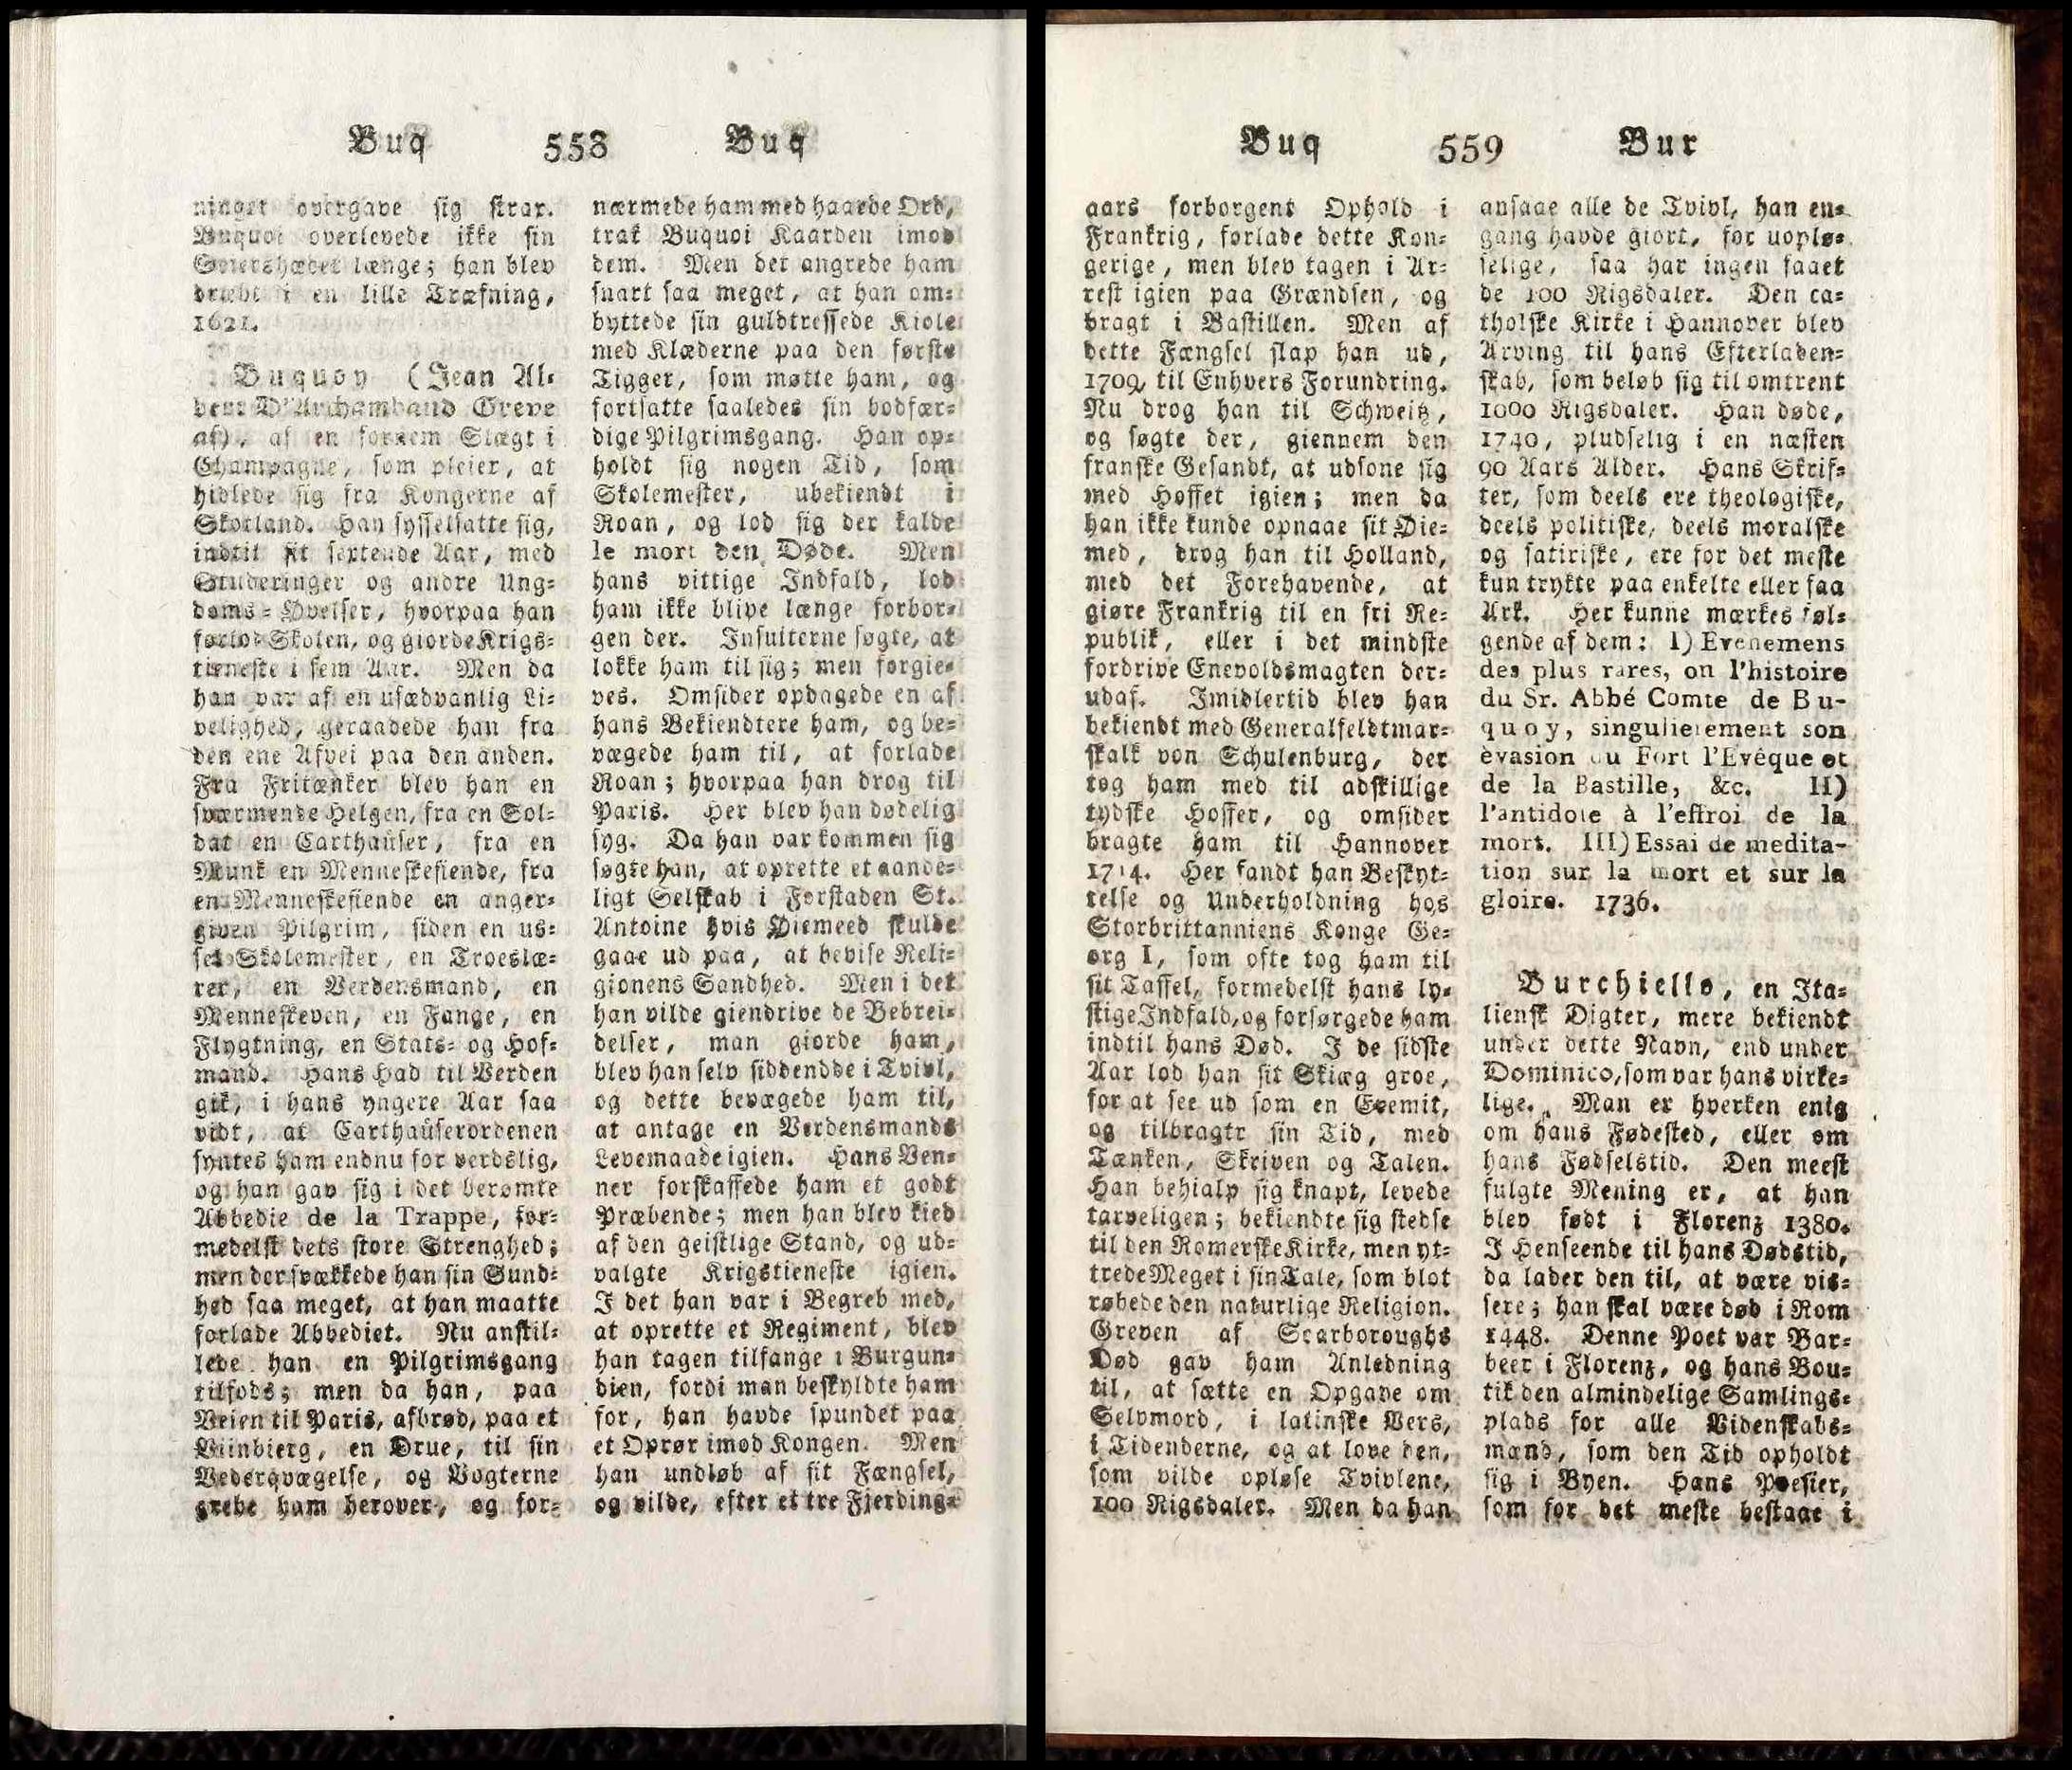 Buq 558 Buq
ninger overgave sig strax.
Buquoi overlevede ikke sin
Seiershæder længe; han blev
dræbt i en lille Træfning,
1621.
Buquoy (Jean Al-
bert D'Archambaud Greve
af), af en fornem Slægt i
Champagne, som pleier, at
hidlede sig fra Kongerne af
Skotland. Han sysselsatte sig,
indtil sit sextende Aar, med
Studeringer og andre Ung-
doms-Øvelser, hvorpaa han
forlod Skolen, og giorde Krigs-
tieneste i fem Aar. Men da
han var af en usædvanlig Li-
velighed, geraadede han fra
den ene Afvei paa den anden.
Fra Fritænker blev han en
sværmende Helgen, fra en Sol-
dat en Carthaüser, fra en
Munk en Menneskefiende, fra
en Menneskefiende en anger-
given Pilgrim, siden en us-
sel Skolemester, en Troeslæ-
rer, en Verdensmand, en
Menneskeven, en Fange, en
Flygtning, en Stats- og Hof-
mand. Hans Had til Verden
gik, i hans yngere Aar saa
vidt, at Carthaüserordenen
syntes ham endnu for verdslig,
og han gav sig i det berømte
Abbedie de la Trappe, for-
medelst dets store Strenghed;
men der svækkede han sin Sund-
hed saa meget, at han maatte
forlade Abbediet. Nu anstil-
lede han en Pilgrimsgang
tilfods; men da han, paa
Veien til Paris, afbrød, paa et
Viinbierg, en Drue, til sin
Vederqvægelse, og Vogterne
grebe ham herover, og for-
nærmede ham med haarde Ord,
trak Buquoi Kaarden imod
dem. Men det angrede ham
snart saa meget, at han om-
byttede sin guldtressede Kiole
med Klæderne paa den første
Tigger, som møtte ham, og
fortsatte saaledes sin bodfær-
dige Pilgrimsgang. Han op-
holdt sig nogen Tid, som
Skolemester, ubekiendt i
Roan, og lod sig der kalde
le mort den Døde. Men
hans vittige Indfald, lod
ham ikke blive længe forbor-
gen der. Jnsuiterne søgte, at
lokke ham til sig; men forgie-
ves. Omsider opdagede en af
hans Bekiendtere ham, og be-
vægede ham til, at forlade
Roan; hvorpaa han drog til
Paris. Her blev han dødelig
syg. Da han var kommen sig
søgte han, at oprette et aande-
ligt Selskab i Forstaden St.
Antoine hvis Øiemeed skulde
gaae ud paa, at bevise Reli-
gionens Sandhed. Men i det
han vilde giendrive de Bebrei-
delser, man giorde ham,
blev han selv siddendde i Tvivl,
og dette bevægede ham til,
at antage en Verdensmands
Levemaade igien. Hans Ven-
ner forskaffede ham et godt
Præbende; men han blev kied
af den geistlige Stand, og ud-
valgte Krigstieneste igien.
I det han var i Begreb med,
at oprette et Regiment, blev
han tagen tilfange i Burgun-
dien, fordi man beskyldte ham
for, han havde spundet paa
et Oprør imod Kongen. Men
han undløb af sit Fængsel,
og vilde, efter et tre Fjerding-
Buq 559 Bur
aars forborgent Ophold i
Frankrig, forlade dette Kon-
gerige, men blev tagen i Ar-
rest igien paa Grændsen, og
bragt i Bastillen. Men af
dette Fængsel slap han ud,
1709, til Enhvers Forundring.
Nu drog han til Schweitz,
og søgte der, giennem den
franske Gesandt, at udsone sig
med Hoffet igien; men da
han ikke kunde opnaae sit Øie-
med, drog han til Holland,
med det Forehavende, at
giøre Frankrig til en fri Re-
publik, eller i det mindste
fordrive Enevoldsmagten der-
udaf. Imidlertid blev han
bekiendt med Generalfeldtmar-
skalk von Schulenburg, der
tog ham med til adskillige
tydske Hoffer, og omsider
bragte ham til Hannover
1714. Her fandt han Beskyt-
telse og Underholdning hos
Storbrittanniens Konge Ge-
org I, som ofte tog ham til
sit Taffel, formedelst hans ly-
stige Indfald, og forsørgede ham
indtil hans Død. I de sidste
Aar lod han sit Skiæg groe,
for at see ud som en Eremit,
og tilbragte sin Tid, med
Tænken, Skriven og Talen.
Han behialp sig knapt, levede
tarveligen; bekiendte sig stedse
til den Romerske Kirke, men yt-
trede Meget i sin Tale, som blot
røbede den naturlige Religion.
Greven af Scarboroughs
Død gav ham Anledning
til, at sætte en Opgave om
Selvmord, i latinske Vers,
i Tidenderne, og at love den,
som vilde opløse Tvivlene,
100 Rigsdaler. Men da han
ansaae alle de Tvivl, han en-
gang havde giort, for uoplø-
selige, saa har ingen faaet
de 100 Rigsdaler. Den ca-
tholske Kirke i Hannover blev
Arving til hans Efterladen-
skab, som beløb sig til omtrent
1000 Rigsdaler. Han døde,
1740, pludselig i en næsten
90 Aars Alder. Hans Skrif-
ter, som deels ere theologiske,
deels politiske, deels moralske
og satiriske, ere for det meste
kun trykte paa enkelte eller faa
Ark. Her kunne mærkes føl-
gende af dem: I) Evenemens
des plus rares, on l'histoire
du Sr. Abbé Comte de Bu-
quoy, singulierement son
èvasion du Fort l'Evêque et
de la Bastille, &c. II)
l'antidote à l'effroi de la
mort. III) Essai de medita-
tion sur la mort et sùr la
gloire. 1736.
Burchiello, en Ita-
liensk Digter, mere bekiendt
under dette Navn, end under
Dominico, som var hans virke-
lige. Man er hverken enig
om hans Fødested, eller om
hans Fødselstid. Den meest
fulgte Mening er, at han
blev født i Florenz 1380.
I Henseende til hans Dødstid,
da lader den til, at være vis-
sere; han skal være død i Rom
1448. Denne Poet var Bar-
beer i Florenz, og hans Bou-
tik den almindelige Samlings-
plads for alle Videnskabs-
mænd, som den Tid opholdt
sig i Byen. Hans Poesier,
som for det meste bestaae i